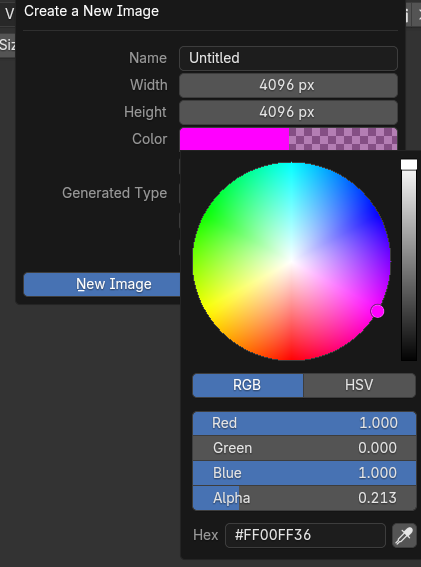 Create a New Image
V
Siz
Name Untitled
Width 4096 px
Height 4096 px
Color
Generated Type
New Image
RGB HSV
Red 1.000
Green 0.000
Blue 1.000
Alpha 0.213
Hex #FF00FF36